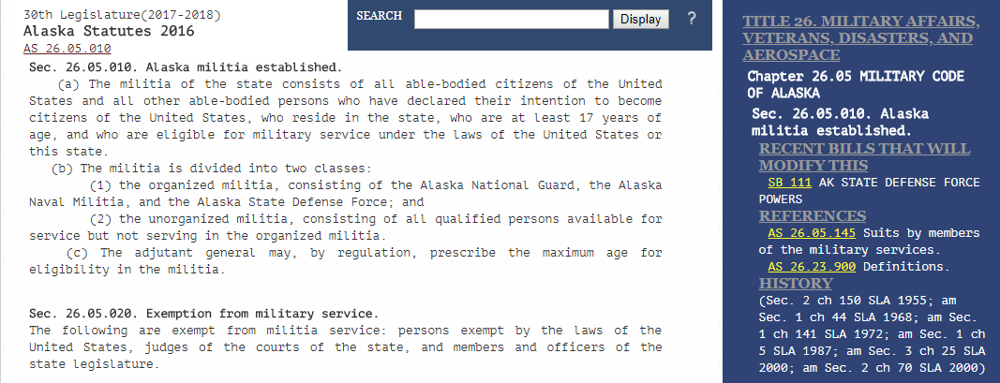 30th Legislature(2017-2018)
Alaska Statutes 2016
AS 26.05.010
SEARCH
Display
?
Sec. 26.05.010. Alaska militia established.
(a) The militia of the state consists of all able-bodied citizens of the United
States and all other able-bodied persons who have declared their intention to become
citizens of the United States, who reside in the state, who are at least 17 years of
age, and who are eligible for military service under the laws of the United States or
this state.
(b) The militia is divided into two classes:
(1) the organized militia, consisting of the Alaska National Guard, the Alaska
Naval Militia, and the Alaska State Defense Force; and
(2) the unorganized militia, consisting of all qualified persons available for
service but not serving in the organized militia.
(c) The adjutant general may, by regulation, prescribe the maximum age for
eligibility in the militia.
Sec. 26.05.020. Exemption from military service.
The following are exempt from militia service: persons exempt by the laws of the
United States, judges of the courts of the state, and members and officers of the
state legislature.
TITLE 26. MILITARY AFFAIRS,
VETERANS, DISASTERS, AND
AEROSPACE
Chapter 26.05 MILITARY CODE
OF ALASKA
Sec. 26.05.010. Alaska
militia established.
RECENT BILLS THAT WILL
MODIFY THIS
SB 111 AK STATE DEFENSE FORCE
POWERS
REFERENCES
AS 26.05.145 Suits by members
of the military services.
AS 26.23.900 Definitions.
HISTORY
(Sec. 2 ch 150 SLA 1955; am
Sec. 1 ch 44 SLA 1968; am Sec.
1 ch 141 SLA 1972; am Sec. 1 ch
5 SLA 1987; am Sec. 3 ch 25 SLA
2000; am Sec. 2 ch 70 SLA 2000)